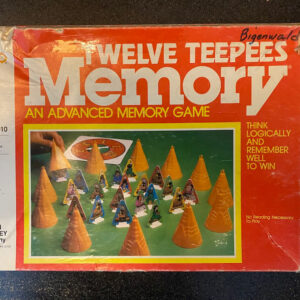 Bigenwald
TWELVE TEEPEES
Memory
AN ADVANCED MEMORY GAME
THINK
LOGICALLY
AND
REMEMBER
WELL
TO WIN
No Reading Necessary
To Play
10